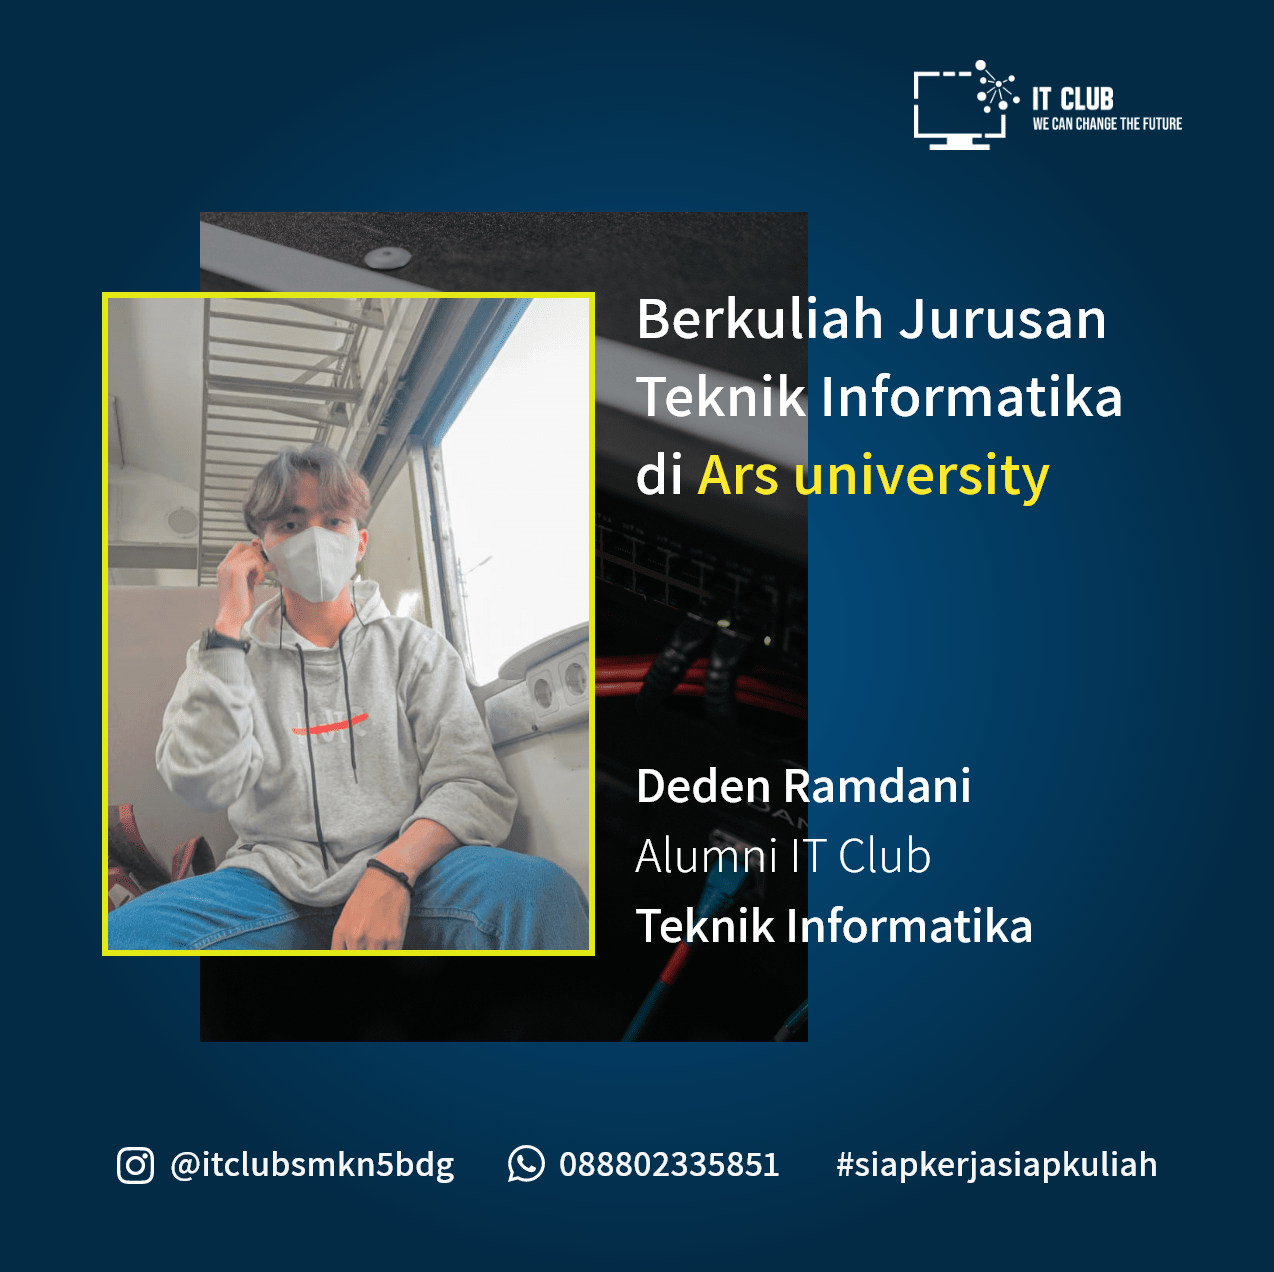 IT CLUB
WE CAN CHANGE THE FUTURE
Berkuliah Jurusan
Teknik Informatika
di Ars university
Deden Ramdani
Alumni IT Club
Teknik Informatika
@itclubsmkn5bdg
088802335851
#siapkerjasiapkuliah